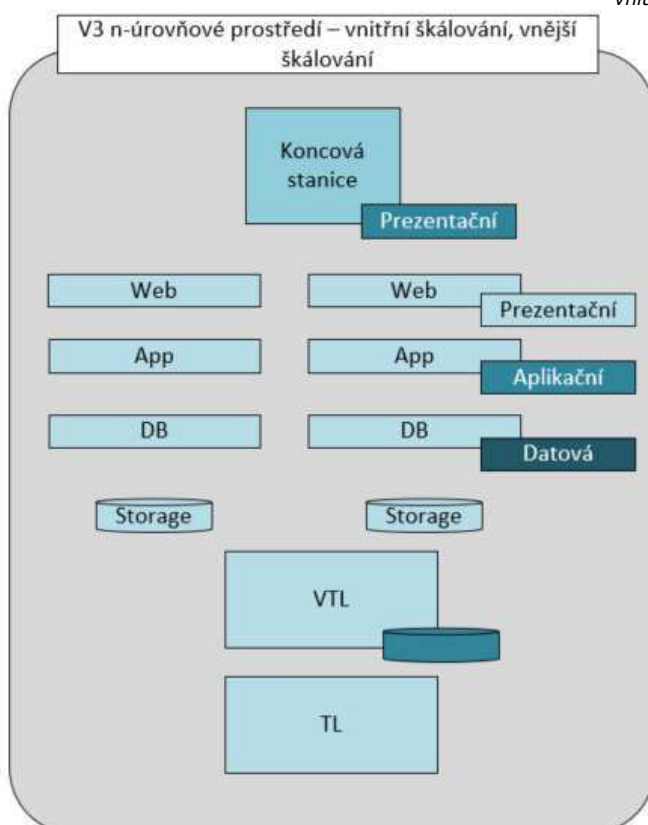 V3 n-úrovňové prostředí – vnitřní škálování, vnější
škálování
Koncová
stanice
Prezentační
Web
Web
Prezentační
App
App
Aplikační
DB
DB
Datová
Storage
Storage
VTL
TL